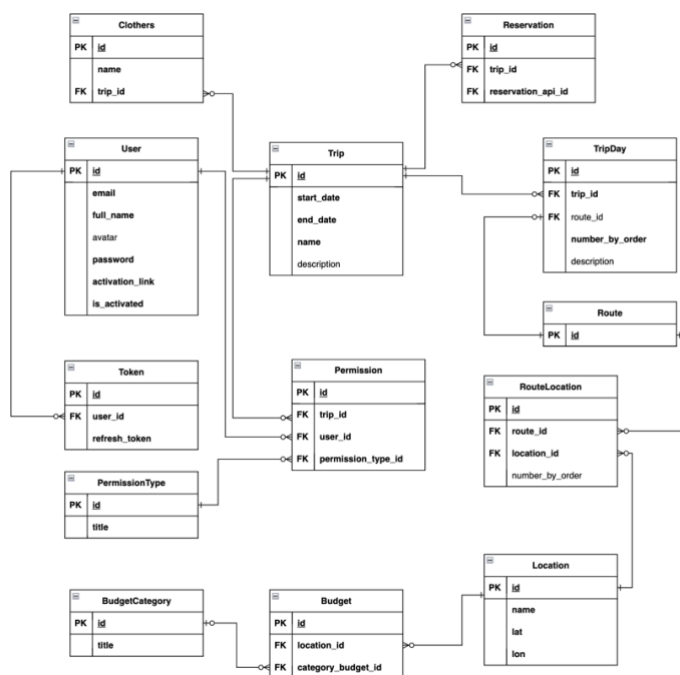 Clothers
PK id
name
FK trip_id
Reservation
PK id
FK trip_id
FK reservation_api_id
User
PK id
email
full_name
avatar
password
activation_link
is_activated
Trip
PK id
start_date
end_date
name
description
TripDay
PK id
FK trip_id
FK route_id
number_by_order
description
Route
PK id
Token
PK id
FK user_id
refresh_token
Permission
PK id
FK trip_id
FK user_id
FK permission_type_id
RouteLocation
PK id
FK route_id
FK location_id
number_by_order
PermissionType
PK id
title
Location
PK id
name
lat
lon
BudgetCategory
PK id
title
Budget
PK id
FK location_id
FK category_budget_id